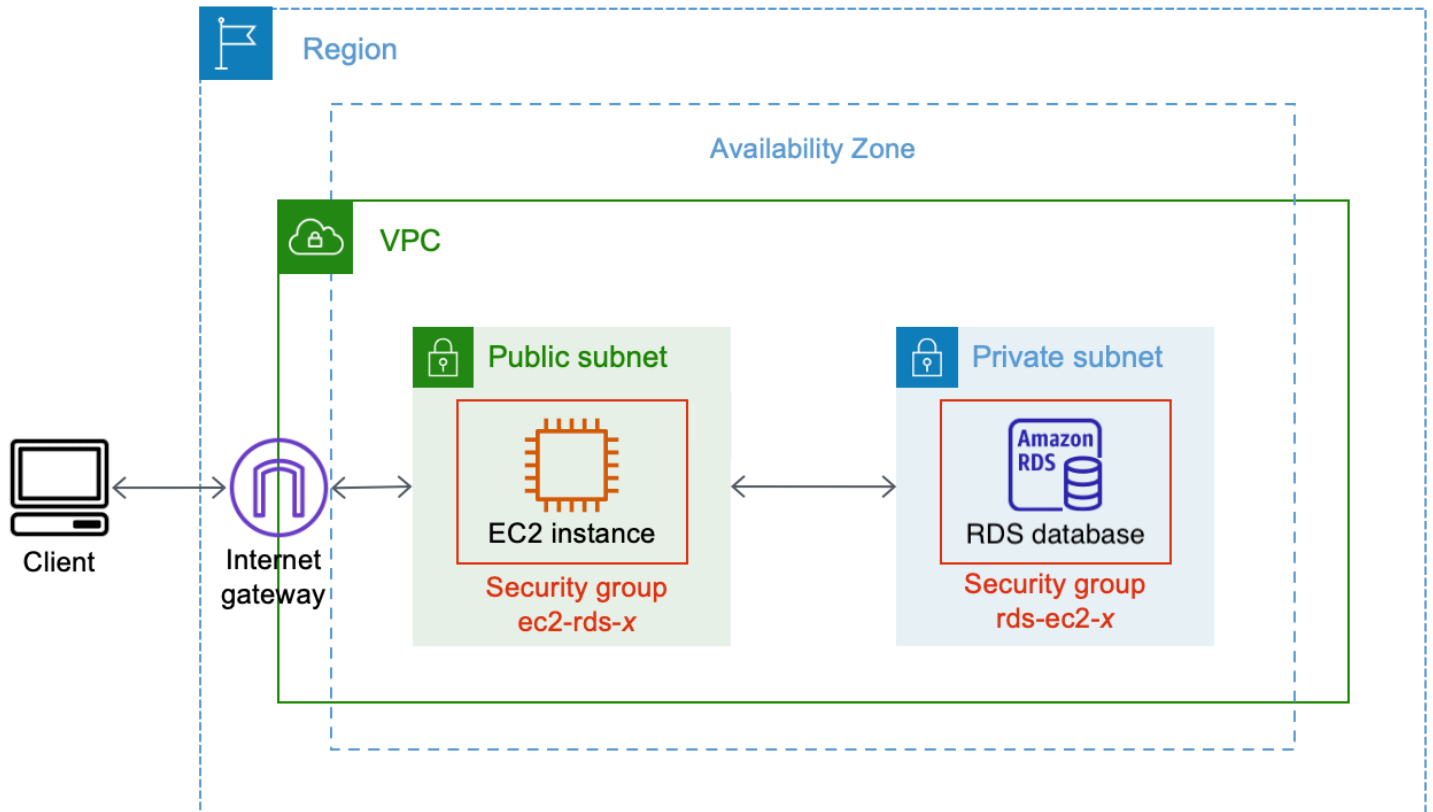 Region
Availability Zone
VPC
Public subnet
Private subnet
Amazon
RDS
EC2 instance
RDS database
Client
Internet
gateway
Security group
ec2-rds-x
Security group
rds-ec2-x